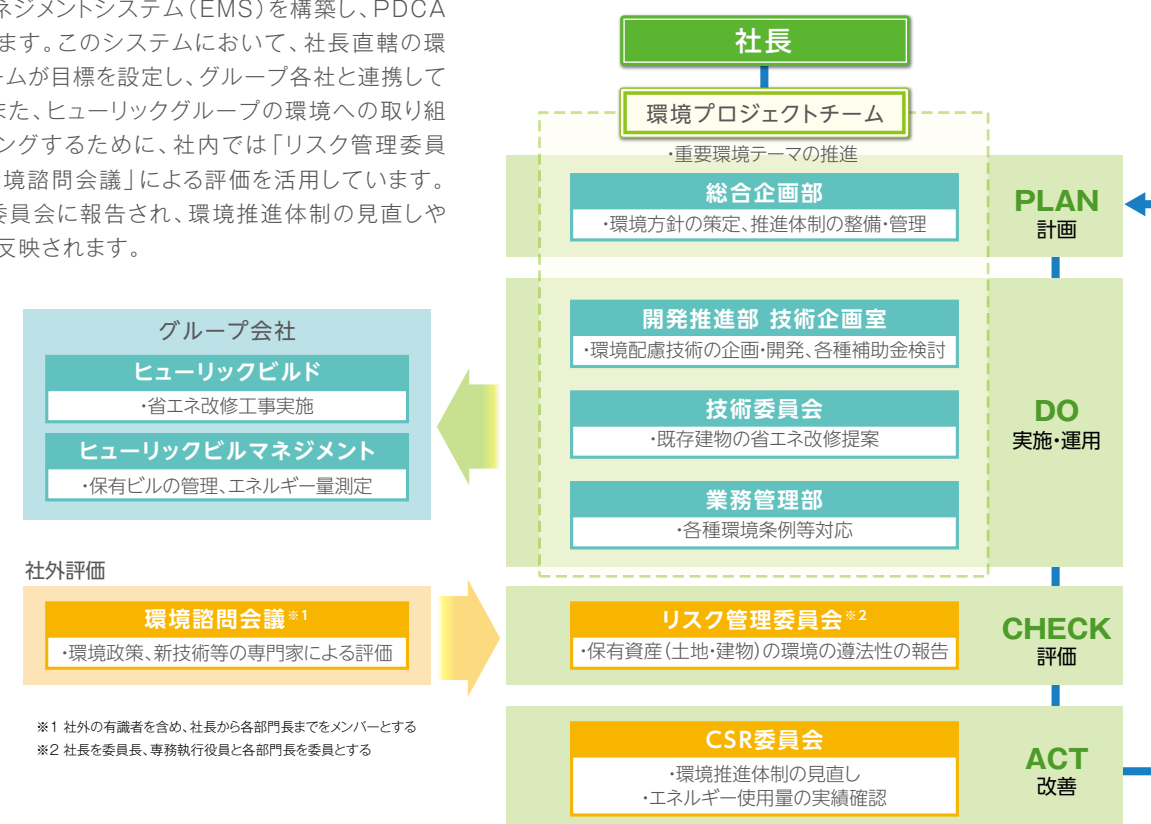 ネジメントシステム（EMS）を構築し、PDCA
ます。このシステムにおいて、社長直轄の環
ームが目標を設定し、グループ各社と連携して
また、ヒューリックグループの環境への取り組
ングするために、社内では「リスク管理委員
境諮問会議」による評価を活用しています。
委員会に報告され、環境推進体制の見直しや
反映されます。
社長
環境プロジェクトチーム
・重要環境テーマの推進
総合企画部
・環境方針の策定、推進体制の整備・管理
PLAN
計画
グループ会社
ヒューリックビルド
・省エネ改修工事実施
ヒューリックビルマネジメント
・保有ビルの管理、エネルギー量測定
開発推進部 技術企画室
・環境配慮技術の企画・開発、各種補助金検討
技術委員会
・既存建物の省エネ改修提案
業務管理部
・各種環境条例等対応
DO
実施・運用
社外評価
環境諮問会議※1
・環境政策、新技術等の専門家による評価
リスク管理委員会※2
・保有資産（土地・建物）の環境の遵法性の報告
CHECK
評価
※1 社外の有識者を含め、社長から各部門長までをメンバーとする
※2 社長を委員長、専務執行役員と各部門長を委員とする
CSR委員会
・環境推進体制の見直し
・エネルギー使用量の実績確認
ACT
改善